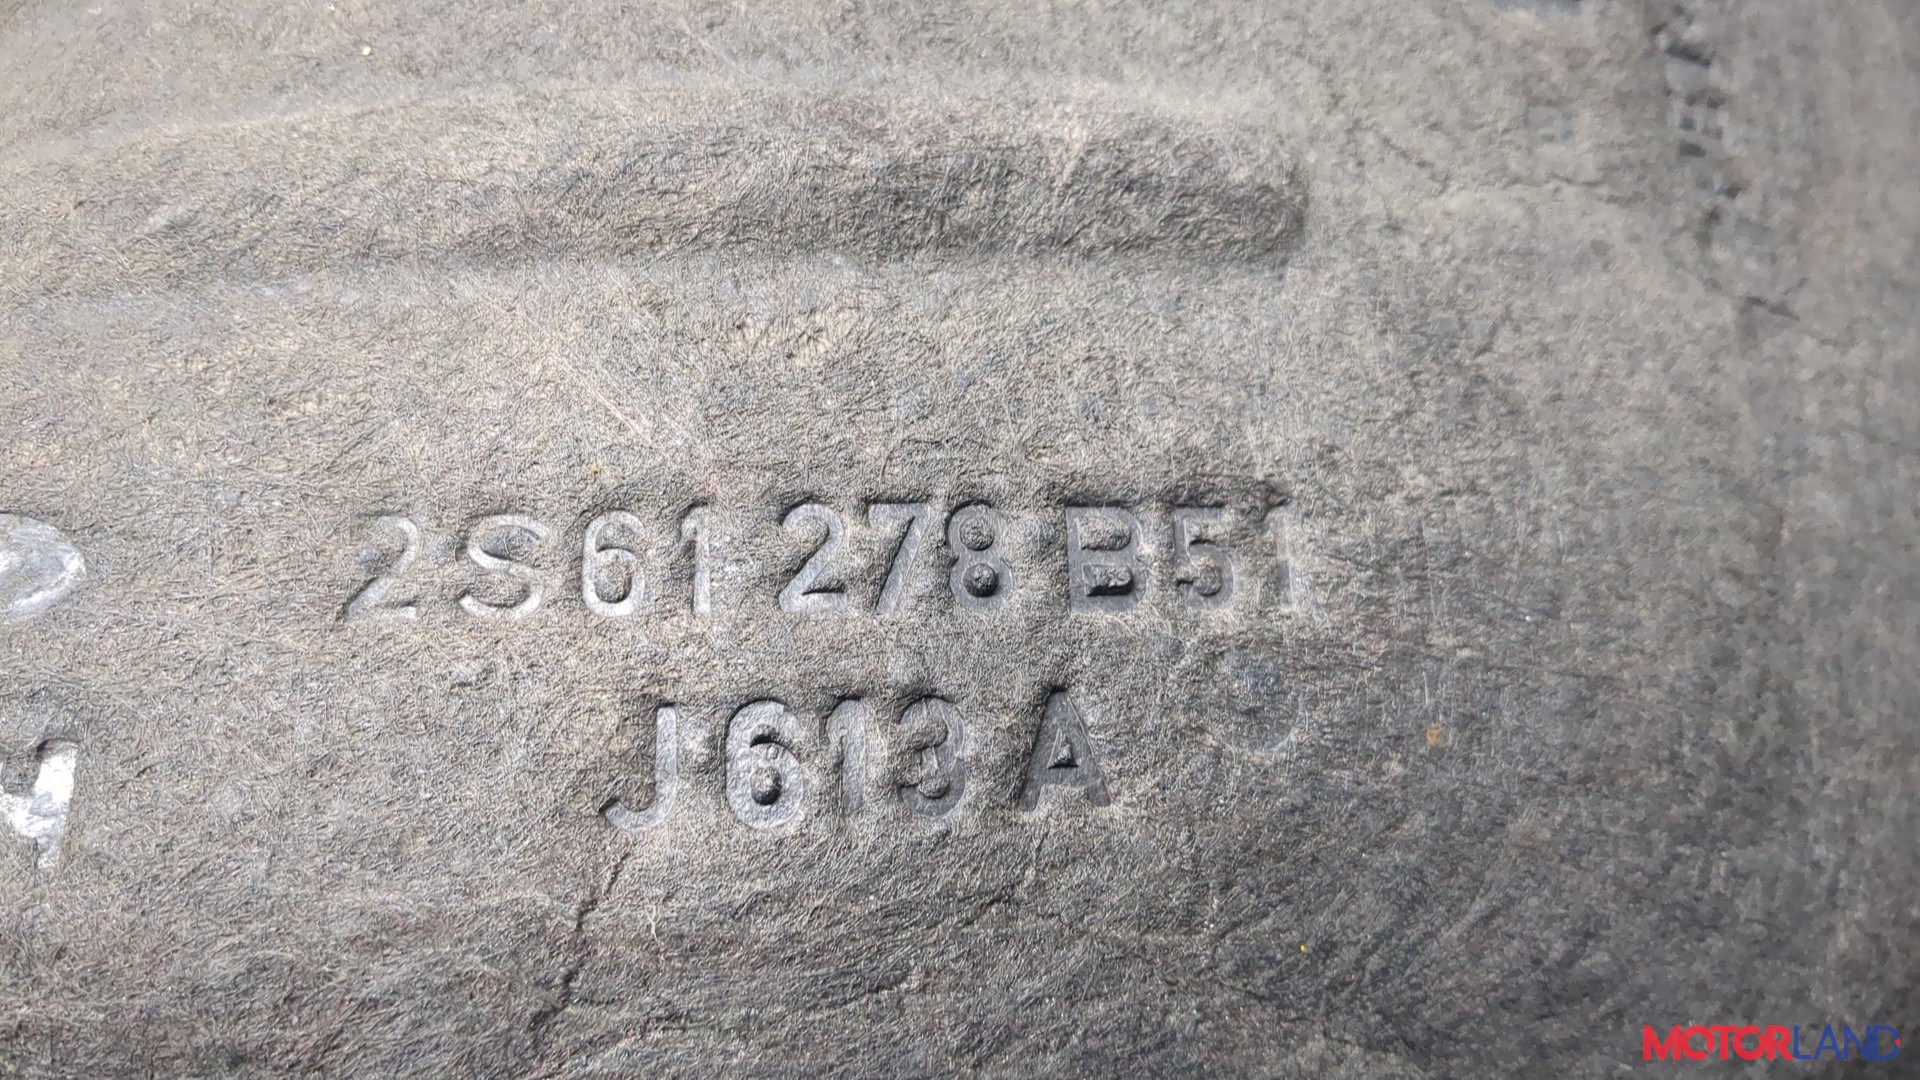 2S61 278 B51
J613 A
MOTORLAND